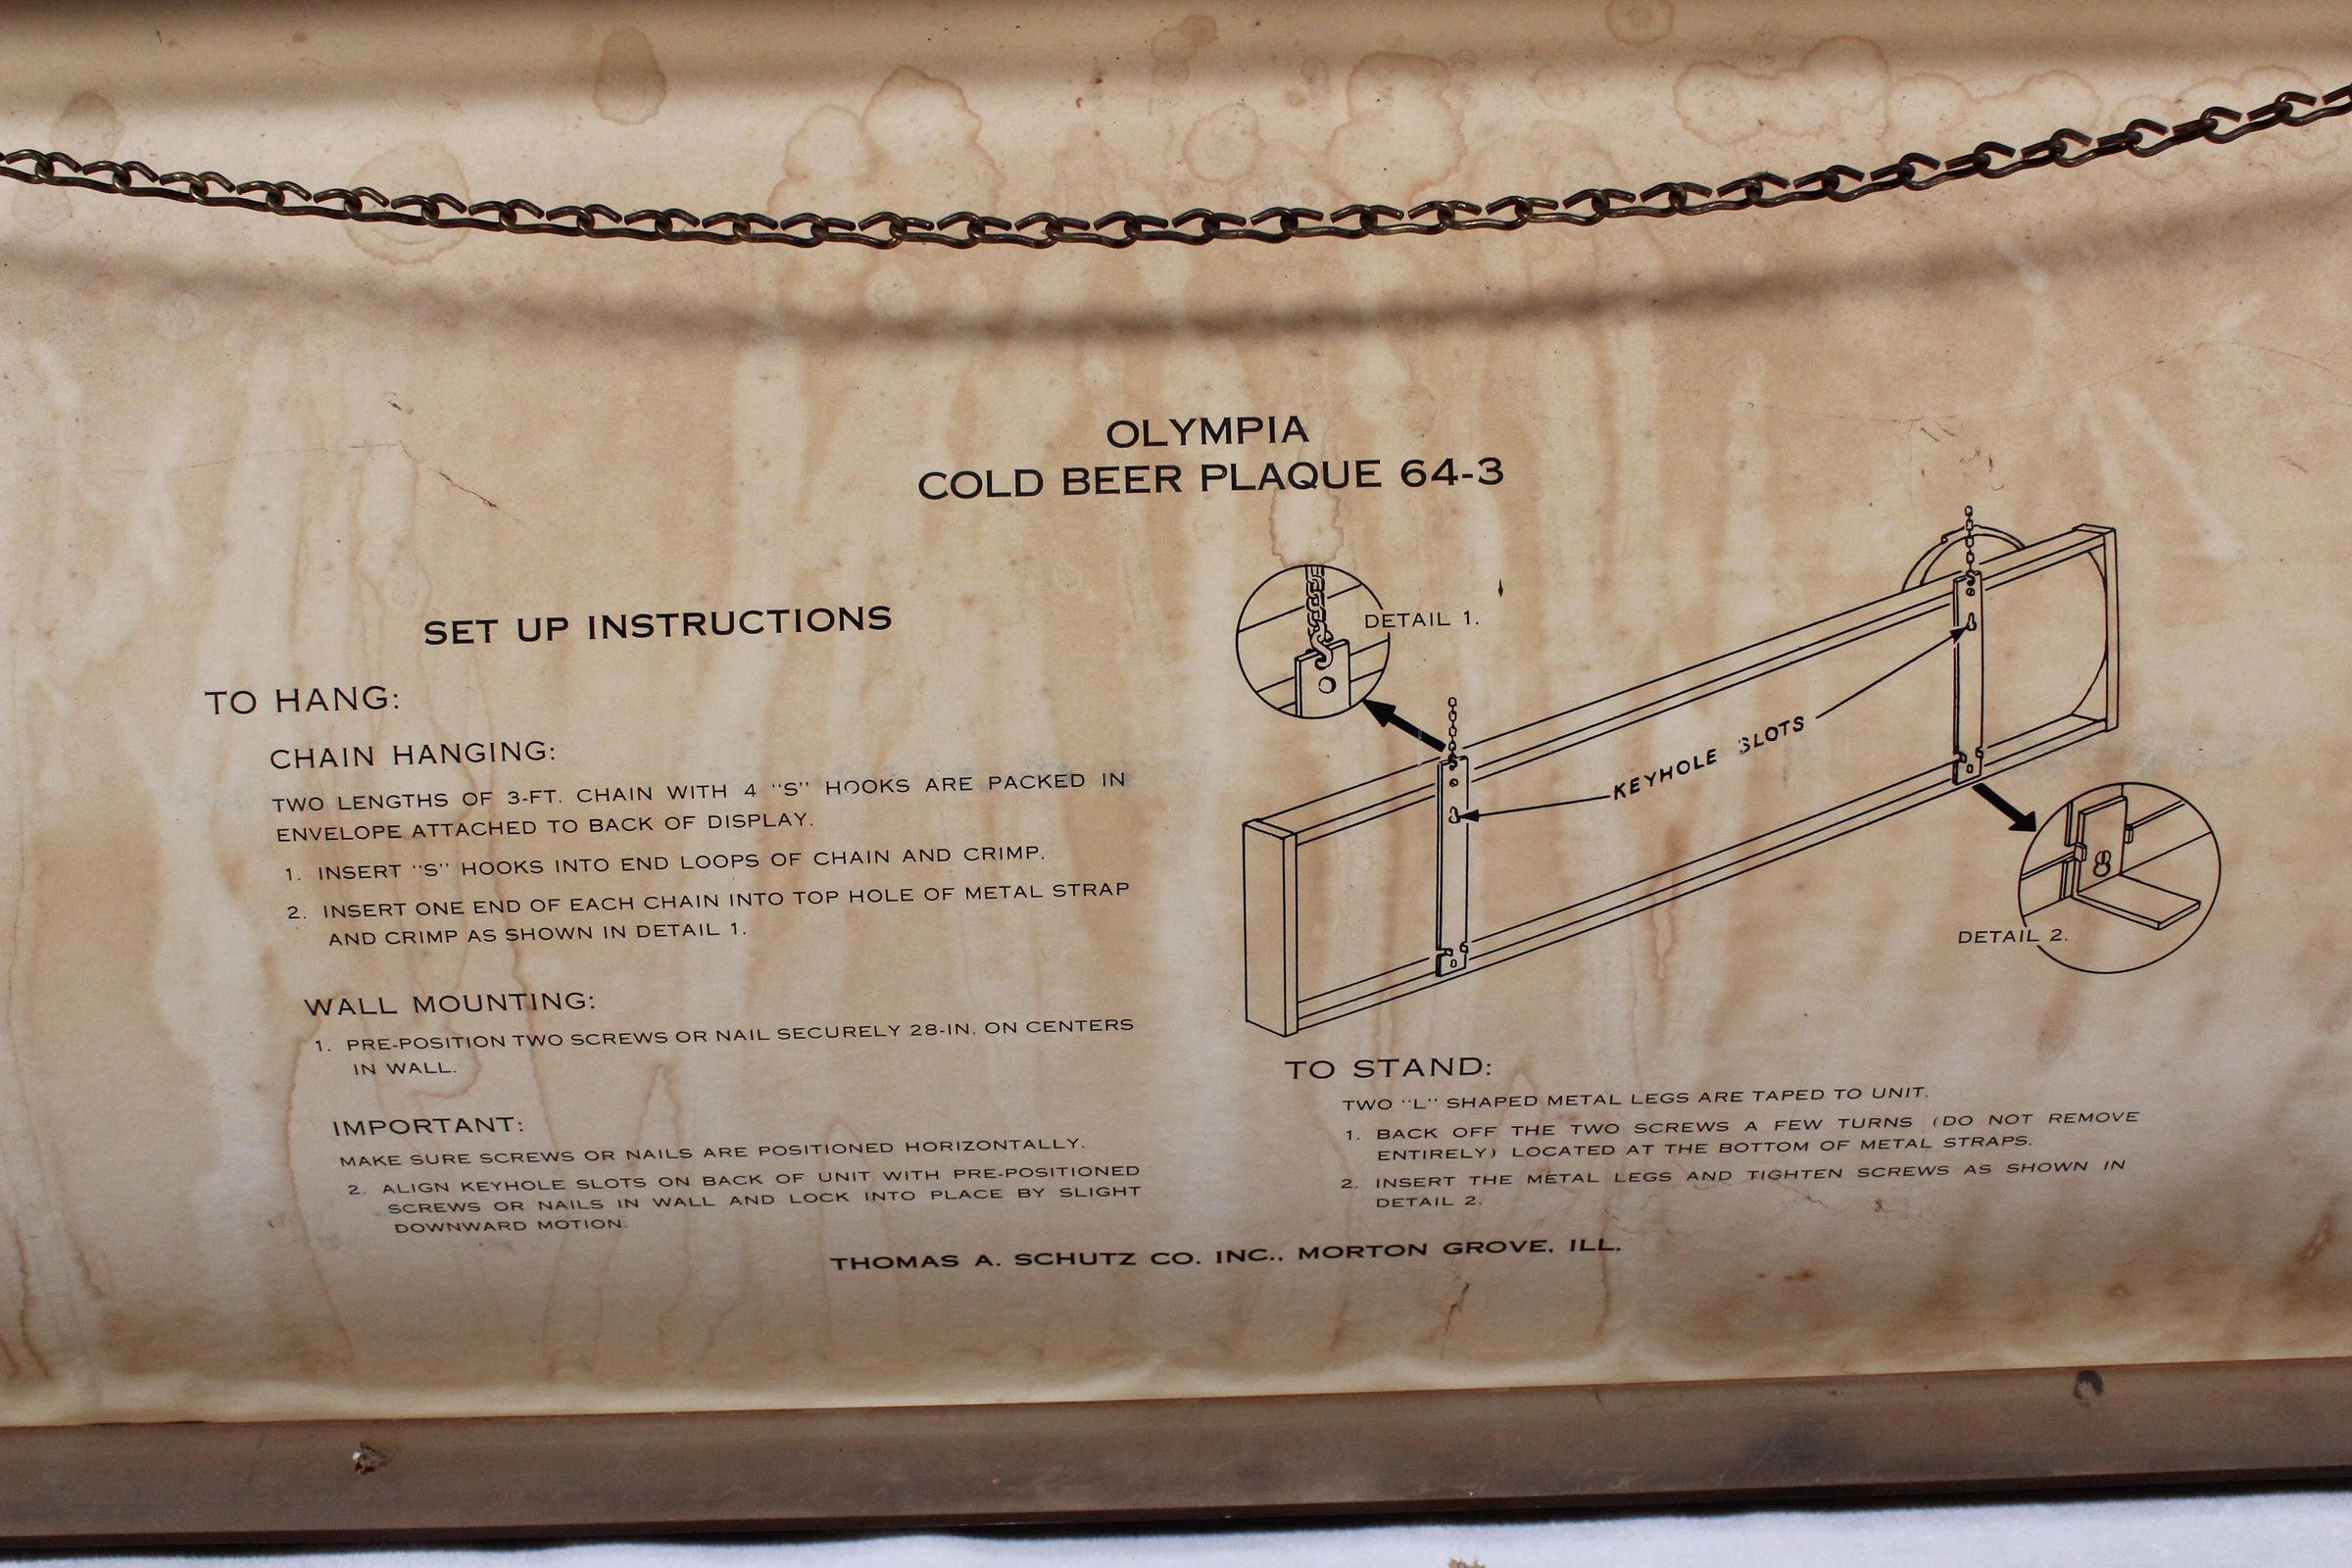 OLYMPIA
COLD BEER PLAQUE 64-3
SET UP INSTRUCTIONS
TO HANG:
CHAIN HANGING:
TWO LENGTHS OF 3-FT. CHAIN WITH 4 "S" HOOKS ARE PACKED IN
ENVELOPE ATTACHED TO BACK OF DISPLAY.
1. INSERT "S" HOOKS INTO END LOOPS OF CHAIN AND CRIMP.
2. INSERT ONE END OF EACH CHAIN INTO TOP HOLE OF METAL STRAP
AND CRIMP AS SHOWN IN DETAIL 1.
WALL MOUNTING:
1. PRE-POSITION TWO SCREWS OR NAIL SECURELY 28-IN. ON CENTERS
IN WALL.
IMPORTANT:
MAKE SURE SCREWS OR NAILS ARE POSITIONED HORIZONTALLY.
2. ALIGN KEYHOLE SLOTS ON BACK OF UNIT WITH PRE-POSITIONED
SCREWS OR NAILS IN WALL AND LOCK INTO PLACE BY SLIGHT
DOWNWARD MOTION.
DETAIL 1.
KEYHOLE SLOTS
DETAIL 2.
TO STAND:
TWO "L" SHAPED METAL LEGS ARE TAPED TO UNIT.
1. BACK OFF THE TWO SCREWS A FEW TURNS (DO NOT REMOVE
ENTIRELY) LOCATED AT THE BOTTOM OF METAL STRAPS.
2. INSERT THE METAL LEGS AND TIGHTEN SCREWS AS SHOWN IN
DETAIL 2.
THOMAS A. SCHUTZ CO. INC., MORTON GROVE, ILL.